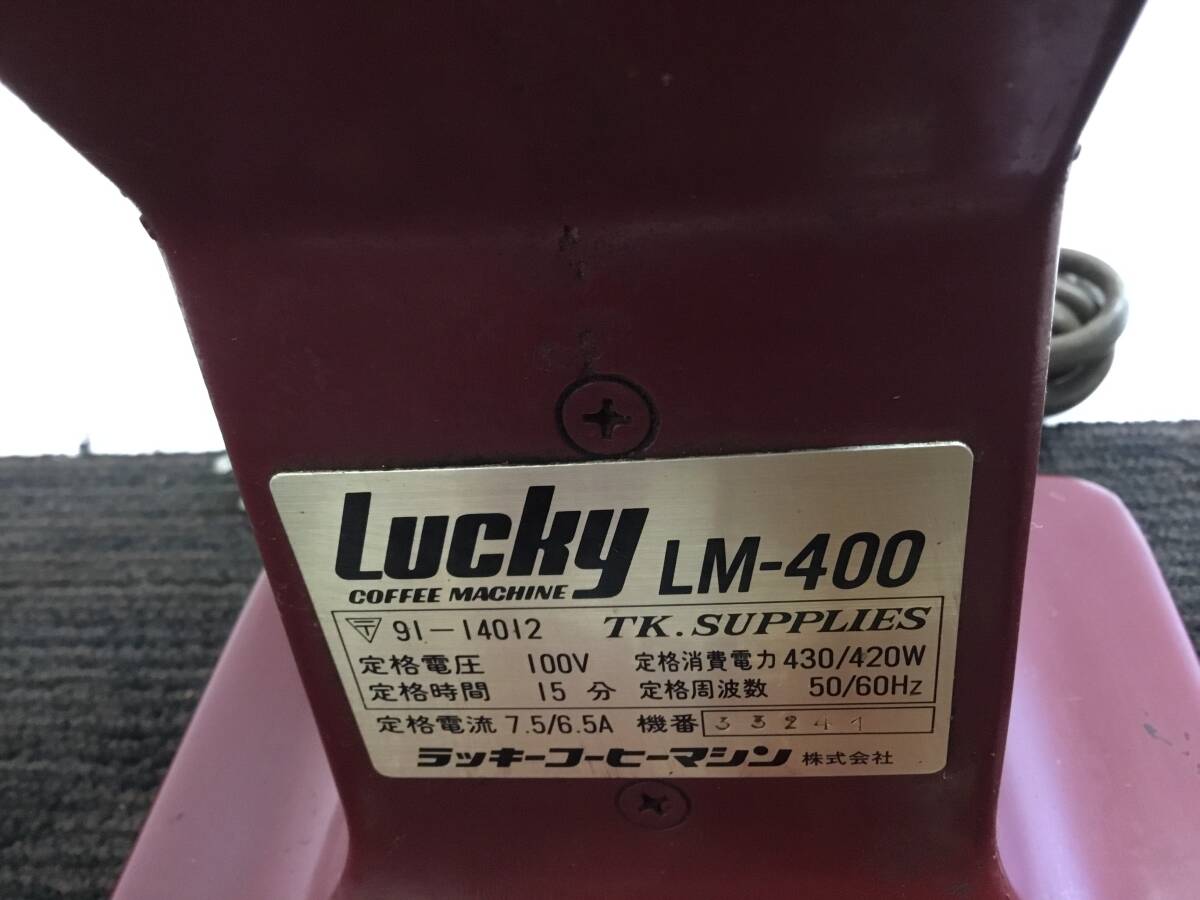 Lucky LM-400
COFFEE MACHINE
〒 91-14012 TK. SUPPLIES
定格電圧 100V 定格消費電力 430/420W
定格時間 15分 定格周波数 50/60Hz
定格電流 7.5/6.5A 機番 33241
ラッキーコーヒーマシン 株式会社